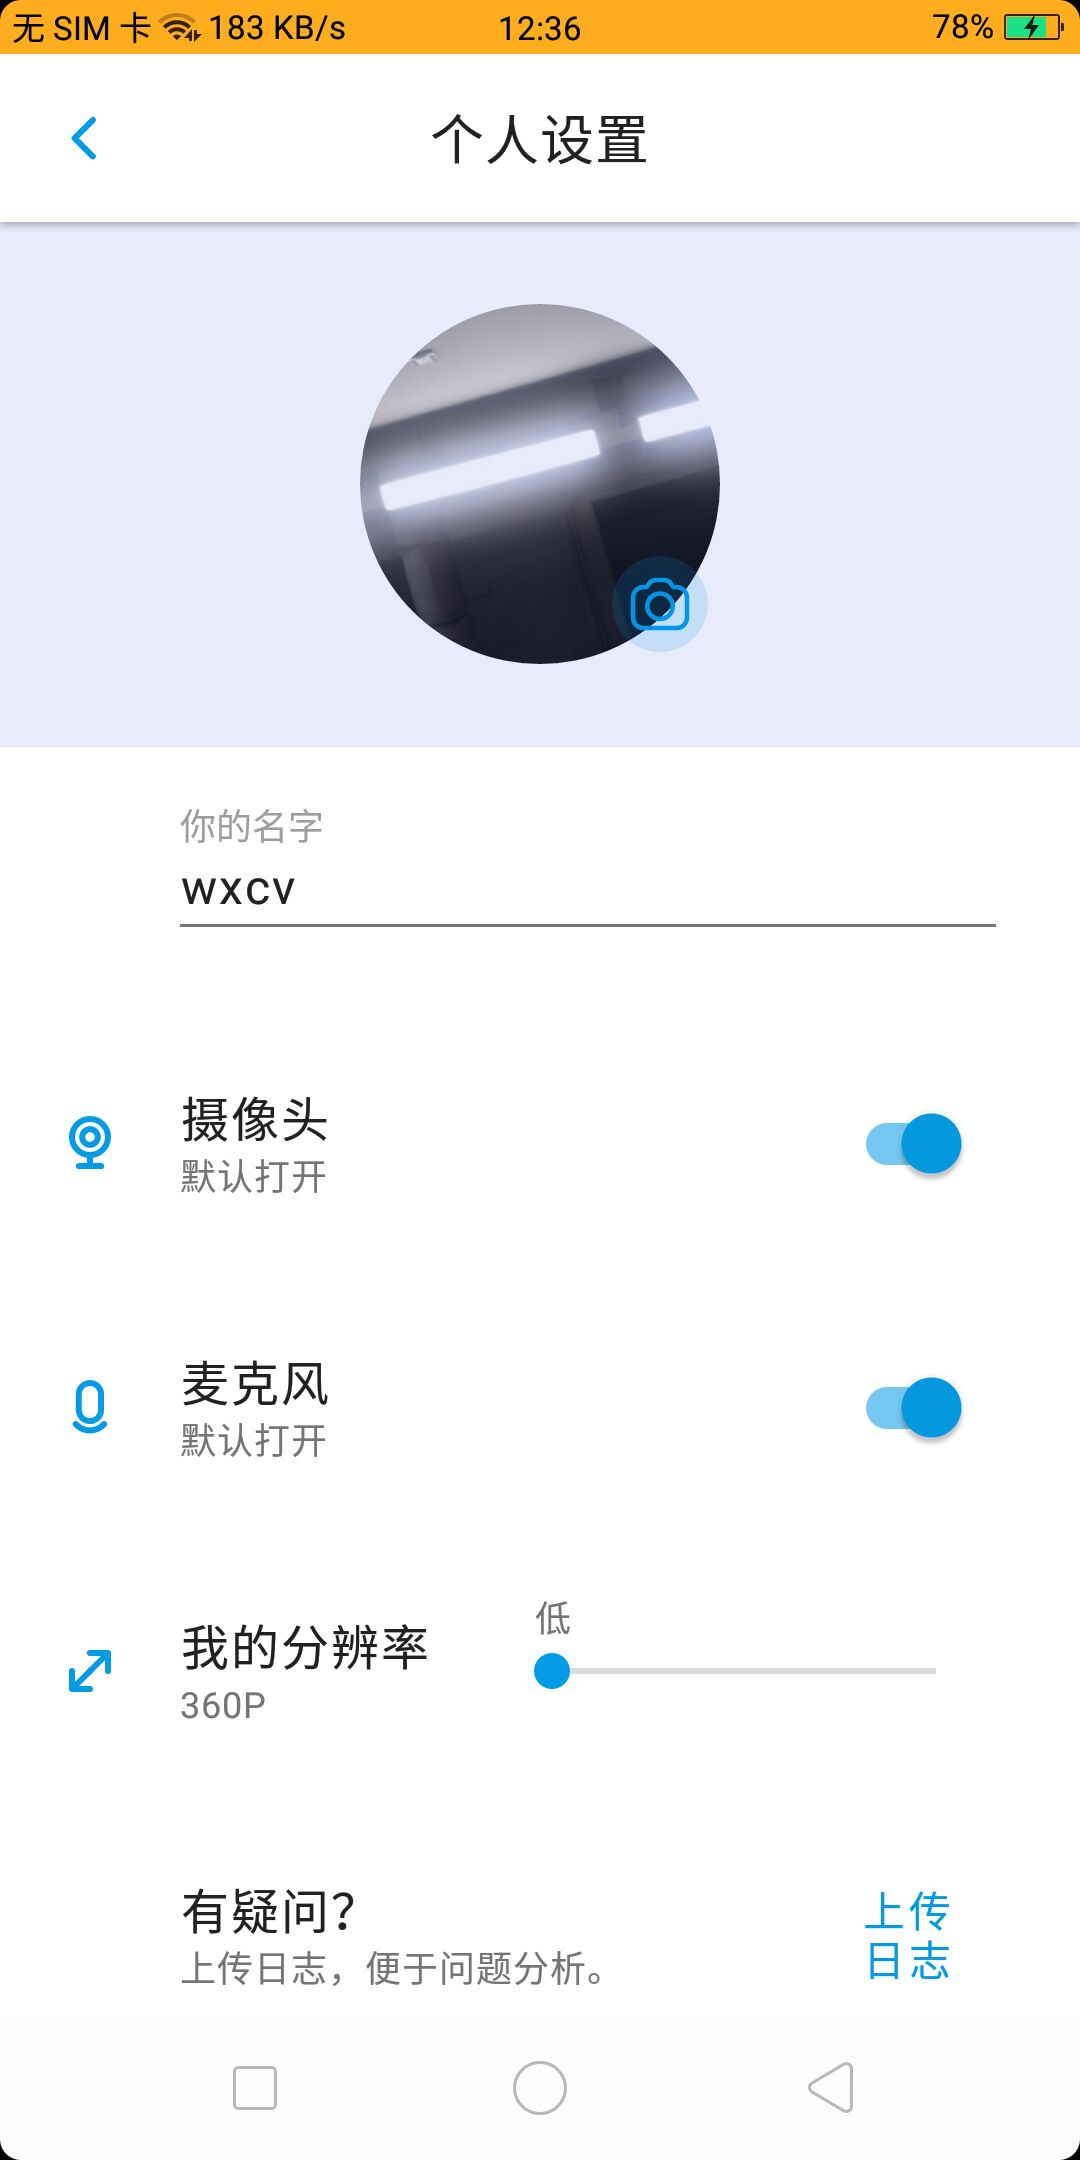 无 SIM 卡 183 KB/s 12:36 78%
个人设置
你的名字
wxcv
摄像头
默认打开
麦克风
默认打开
低
我的分辨率
360P
有疑问？
上传日志，便于问题分析。
上传
日志